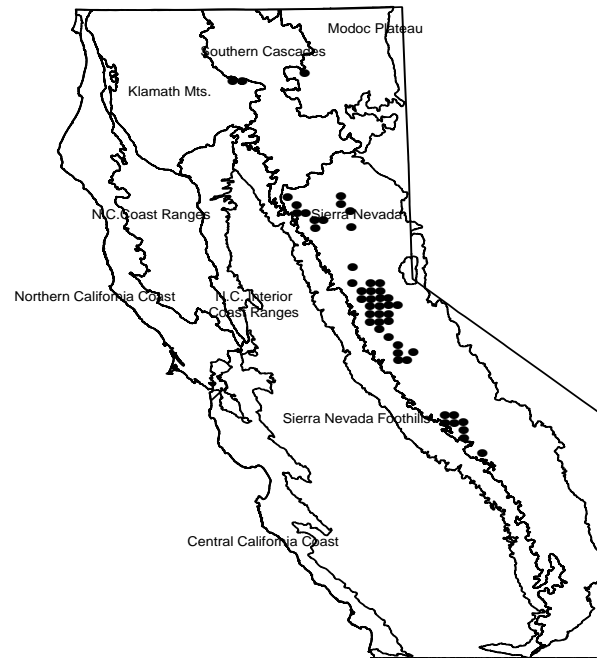 Modoc Plateau
Southern Cascades
Klamath Mts.
N.C.Coast Ranges
Sierra Nevada
Northern California Coast
N.C. Interior
Coast Ranges
Sierra Nevada Foothills
Central California Coast